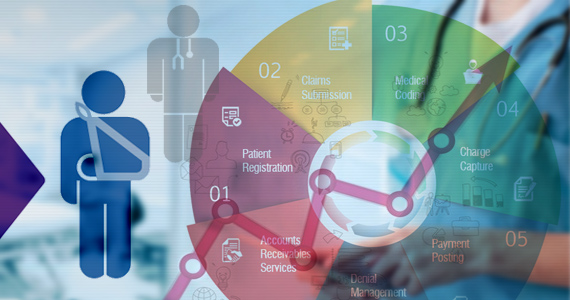 03
02
Claims
Submission
Medical
Coding
04
Patient
Registration
Charge
Capture
01
05
Accounts
Receivables
Services
Payment
Posting
Denial
Management